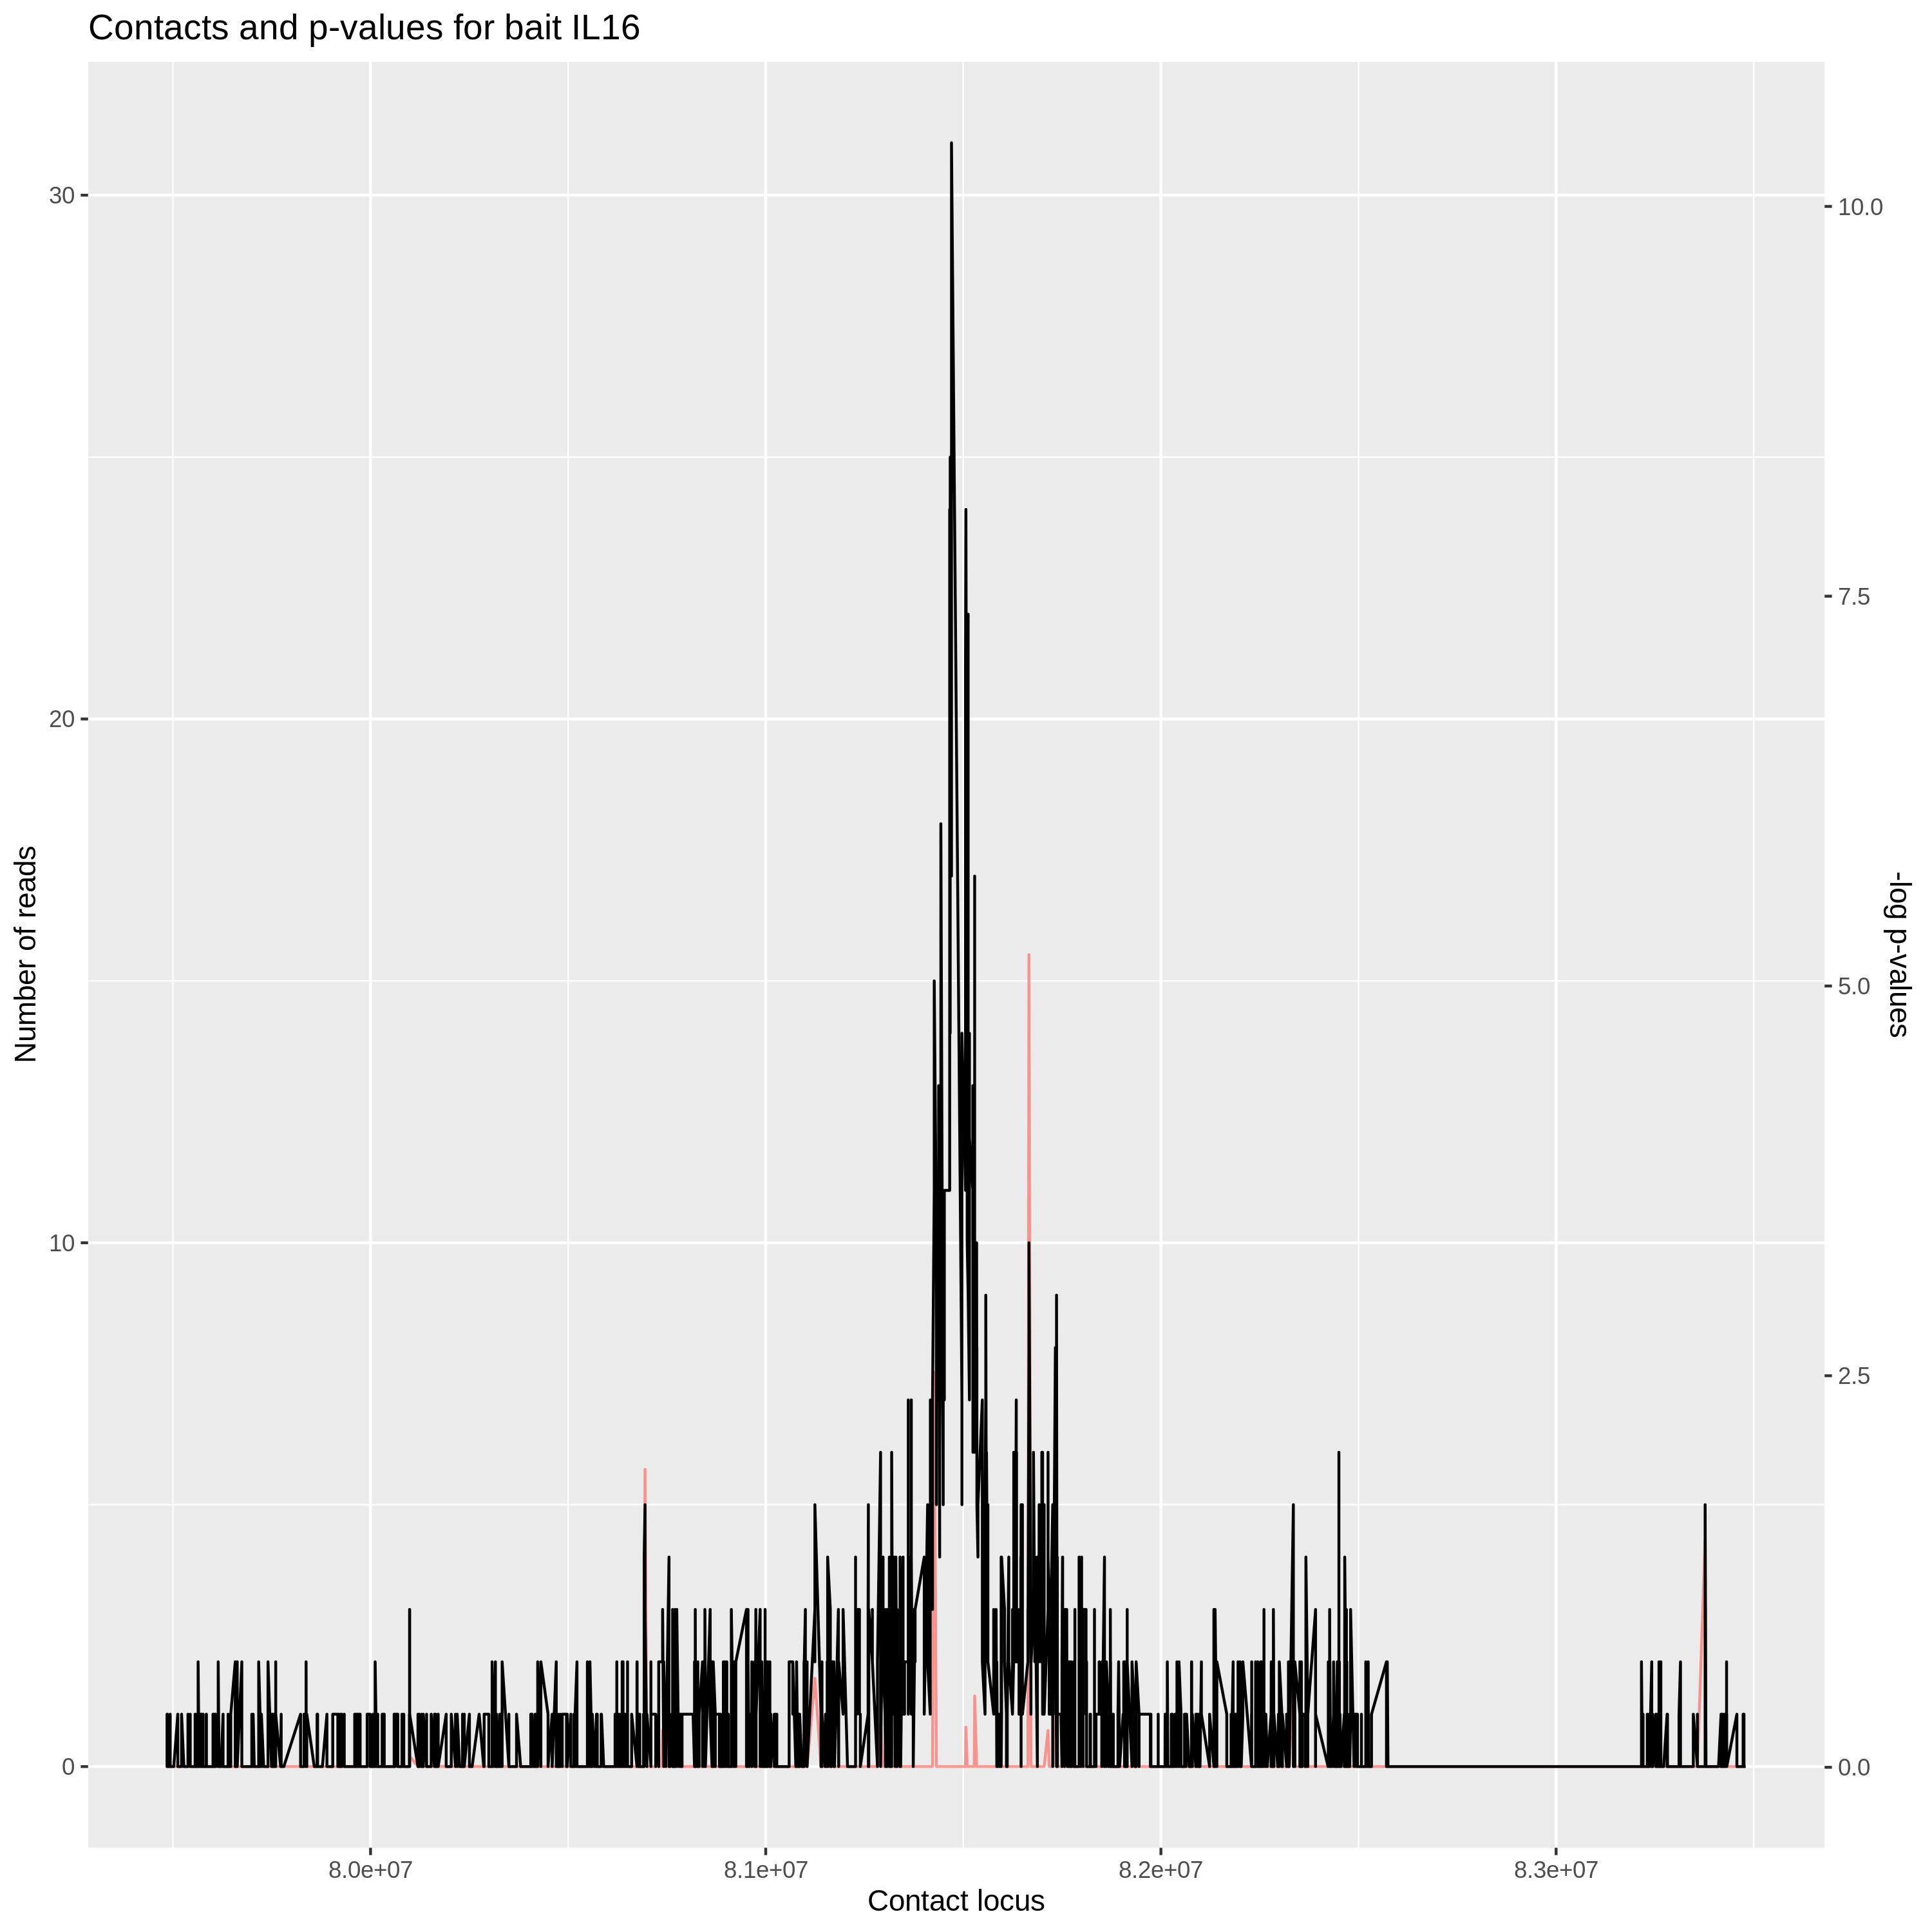 Contacts and p-values for bait IL16
30
20
10
0
Number of reads
10.0
7.5
5.0
2.5
0.0
-log p-values
8.0e+07
8.1e+07
8.2e+07
8.3e+07
Contact locus